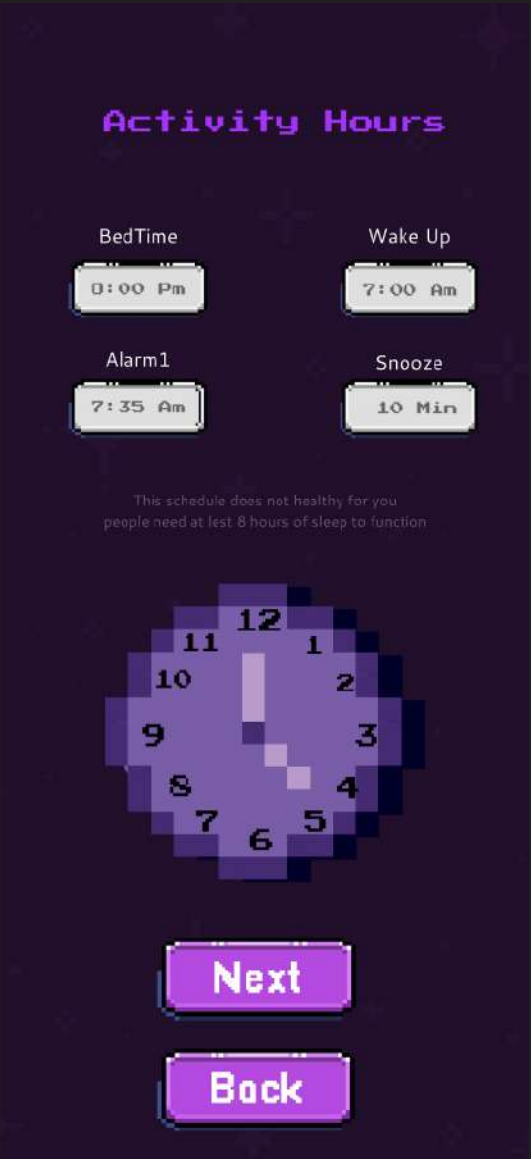 Activity Hours
BedTime
Wake Up
0:00 Pm
7:00 Am
Alarm1
Snooze
7:35 Am
10 Min
This schedule does not healthy for you
people need at lest 8 hours of sleep to function
12
11
1
10
2
9
3
8
4
7
5
6
Next
Back